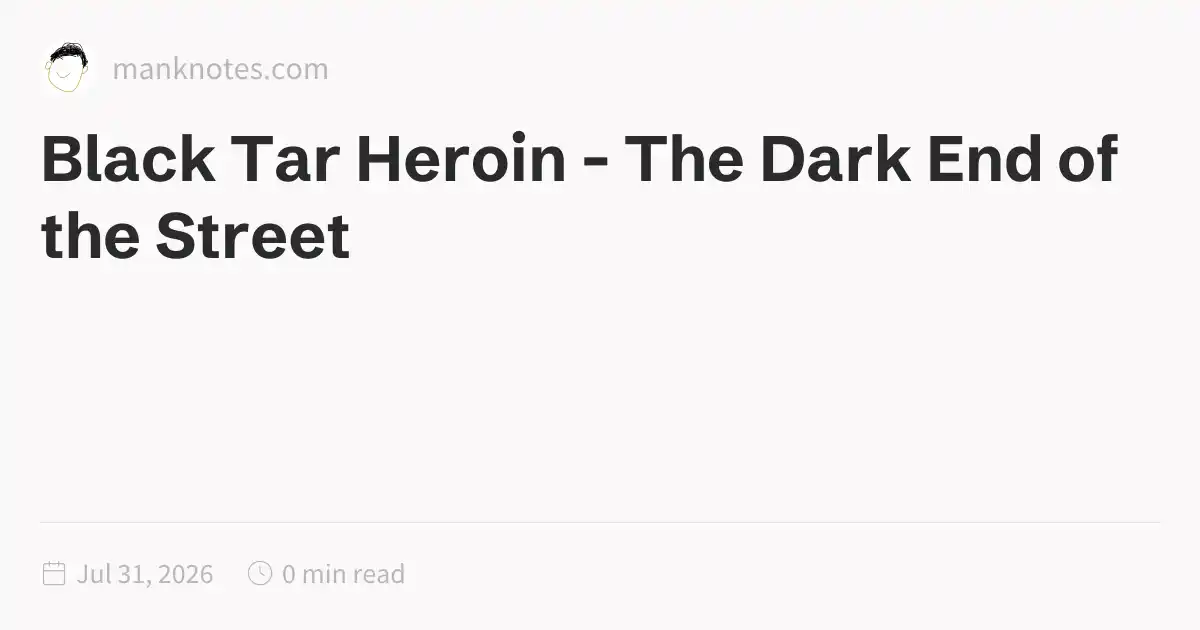 manknotes.com
Black Tar Heroin - The Dark End of
the Street
Jul 31, 2026
0 min read